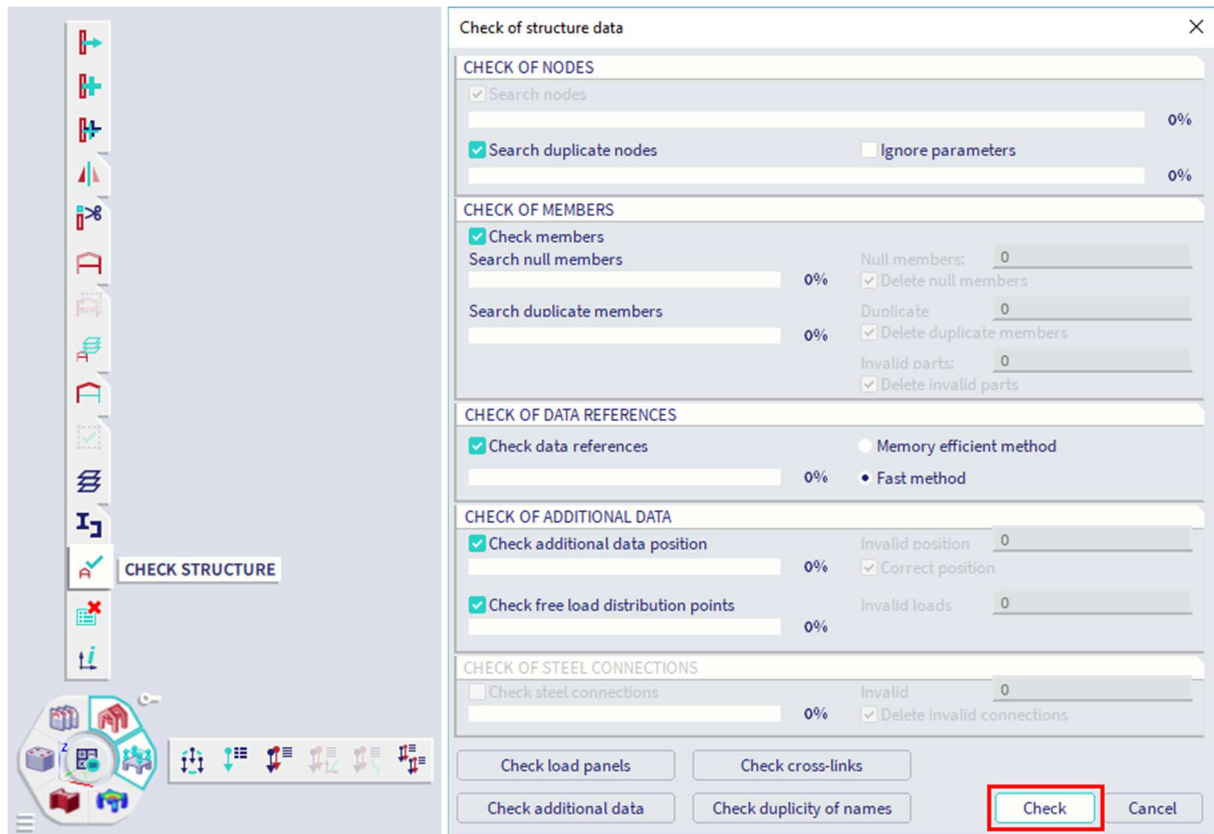 CHECK STRUCTURE
Check of structure data
CHECK OF NODES
Search nodes
0%
Search duplicate nodes
Ignore parameters
0%
CHECK OF MEMBERS
Check members
Search null members
Null members: 0
0%
Delete null members
Search duplicate members
Duplicate 0
0%
Delete duplicate members
Invalid parts: 0
Delete invalid parts
CHECK OF DATA REFERENCES
Check data references
Memory efficient method
0%
Fast method
CHECK OF ADDITIONAL DATA
Check additional data position
Invalid position 0
0%
Correct position
Check free load distribution points
Invalid loads 0
0%
CHECK OF STEEL CONNECTIONS
Check steel connections
Invalid 0
0%
Delete invalid connections
Check load panels
Check cross-links
Check additional data
Check duplicity of names
Check
Cancel